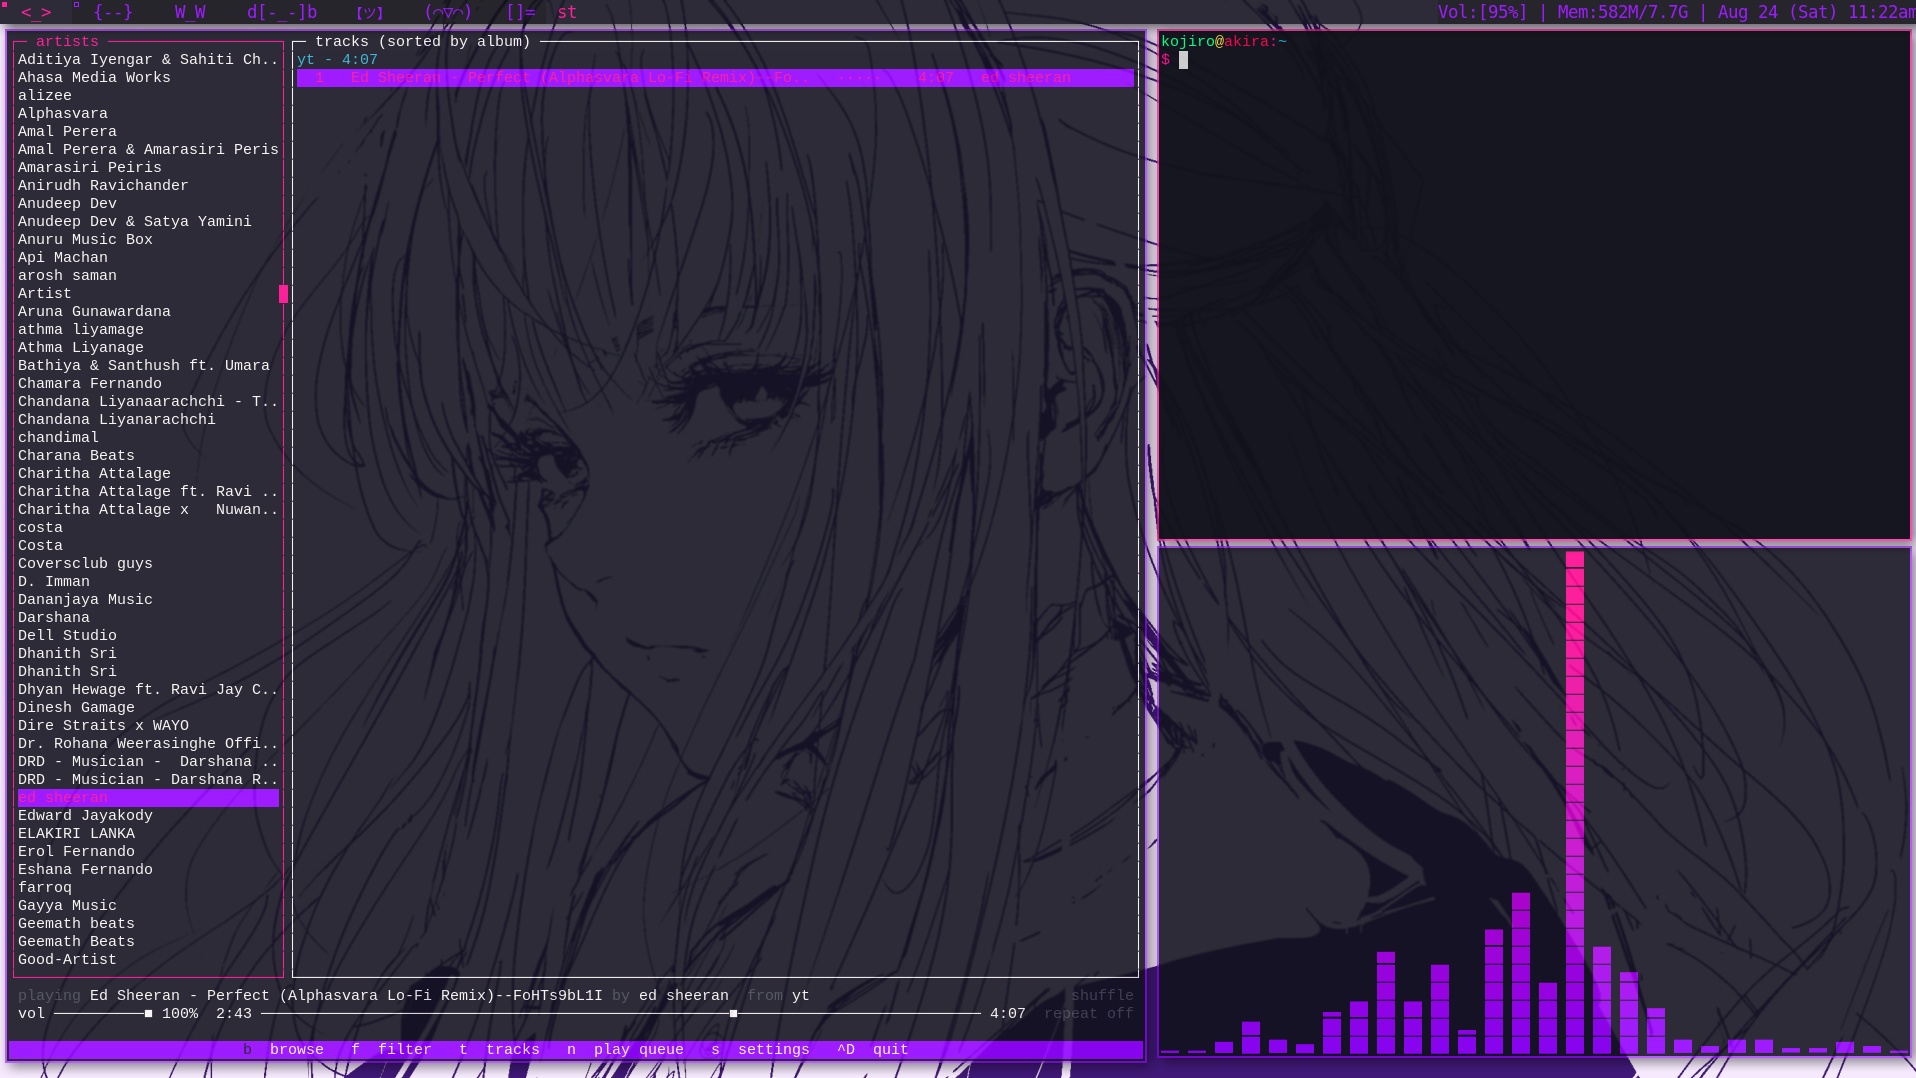 <_> {--} W_W d[-_-]b 【ツ】 (⌒▽⌒) []= st Vol:[95%] | Mem:582M/7.7G | Aug 24 (Sat) 11:22am
artists
Aditiya Iyengar & Sahiti Ch..
Ahasa Media Works
alizee
Alphasvara
Amal Perera
Amal Perera & Amarasiri Peris
Amarasiri Peiris
Anirudh Ravichander
Anudeep Dev
Anudeep Dev & Satya Yamini
Anuru Music Box
Api Machan
arosh saman
Artist
Aruna Gunawardana
athma liyamage
Athma Liyanage
Bathiya & Santhush ft. Umara
Chamara Fernando
Chandana Liyanaarachchi - T..
Chandana Liyanarachchi
chandimal
Charana Beats
Charitha Attalage
Charitha Attalage ft. Ravi ..
Charitha Attalage x   Nuwan..
costa
Costa
Coversclub guys
D. Imman
Dananjaya Music
Darshana
Dell Studio
Dhanith Sri
Dhanith Sri
Dhyan Hewage ft. Ravi Jay C..
Dinesh Gamage
Dire Straits x WAYO
Dr. Rohana Weerasinghe Offi..
DRD - Musician -  Darshana ..
DRD - Musician - Darshana R..
ed sheeran
Edward Jayakody
ELAKIRI LANKA
Erol Fernando
Eshana Fernando
farroq
Gayya Music
Geemath beats
Geemath Beats
Good-Artist
tracks (sorted by album)
yt - 4:07
1 Ed Sheeran - Perfect (Alphasvara Lo-Fi Remix)--Fo.. ----- 4:07 ed sheeran
playing Ed Sheeran - Perfect (Alphasvara Lo-Fi Remix)--FoHTs9bL1I by ed sheeran from yt shuffle
vol 100% 2:43 4:07 repeat off
b browse f filter t tracks n play queue s settings ^D quit
kojiro@akira:~
$